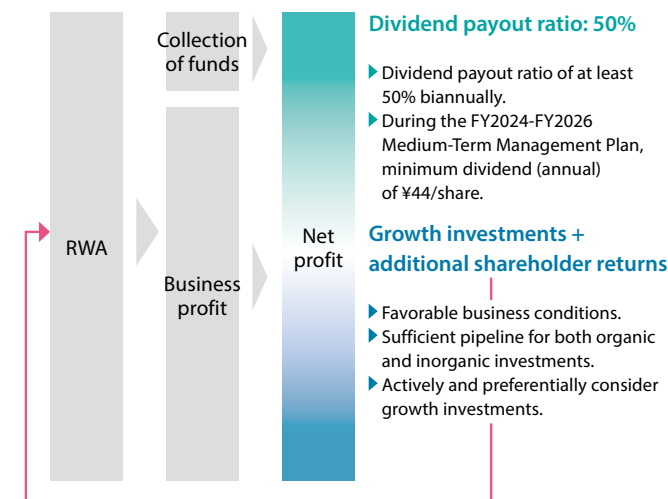 RWA
Collection
of funds
Business
profit
Net
profit
Dividend payout ratio: 50%
Dividend payout ratio of at least
50% biannually.
During the FY2024-FY2026
Medium-Term Management Plan,
minimum dividend (annual)
of ¥44/share.
Growth investments +
additional shareholder returns
Favorable business conditions.
Sufficient pipeline for both organic
and inorganic investments.
Actively and preferentially consider
growth investments.